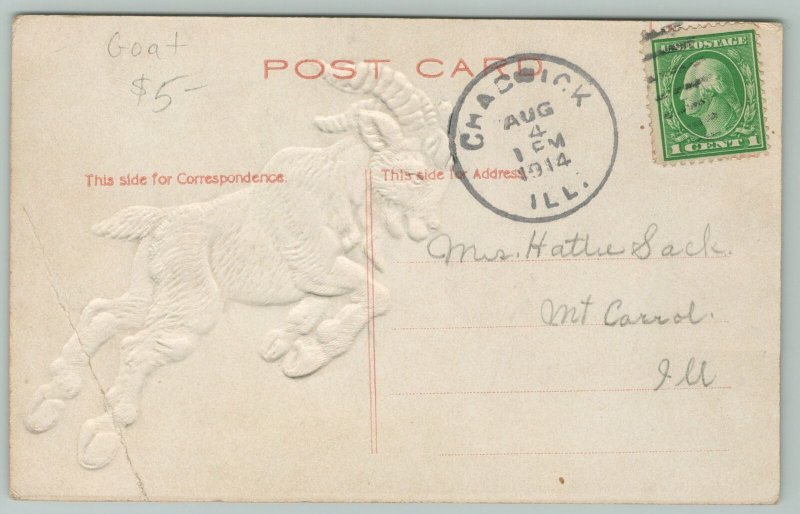 Goat
$5-
POST CARD
U.S. POSTAGE
1 CENT 1
CHADWICK
AUG
4
1 PM
1914
ILL.
This side for Correspondence.
This side for Address.
Mrs. Hattie Sack.
Mt Carrol.
Ill